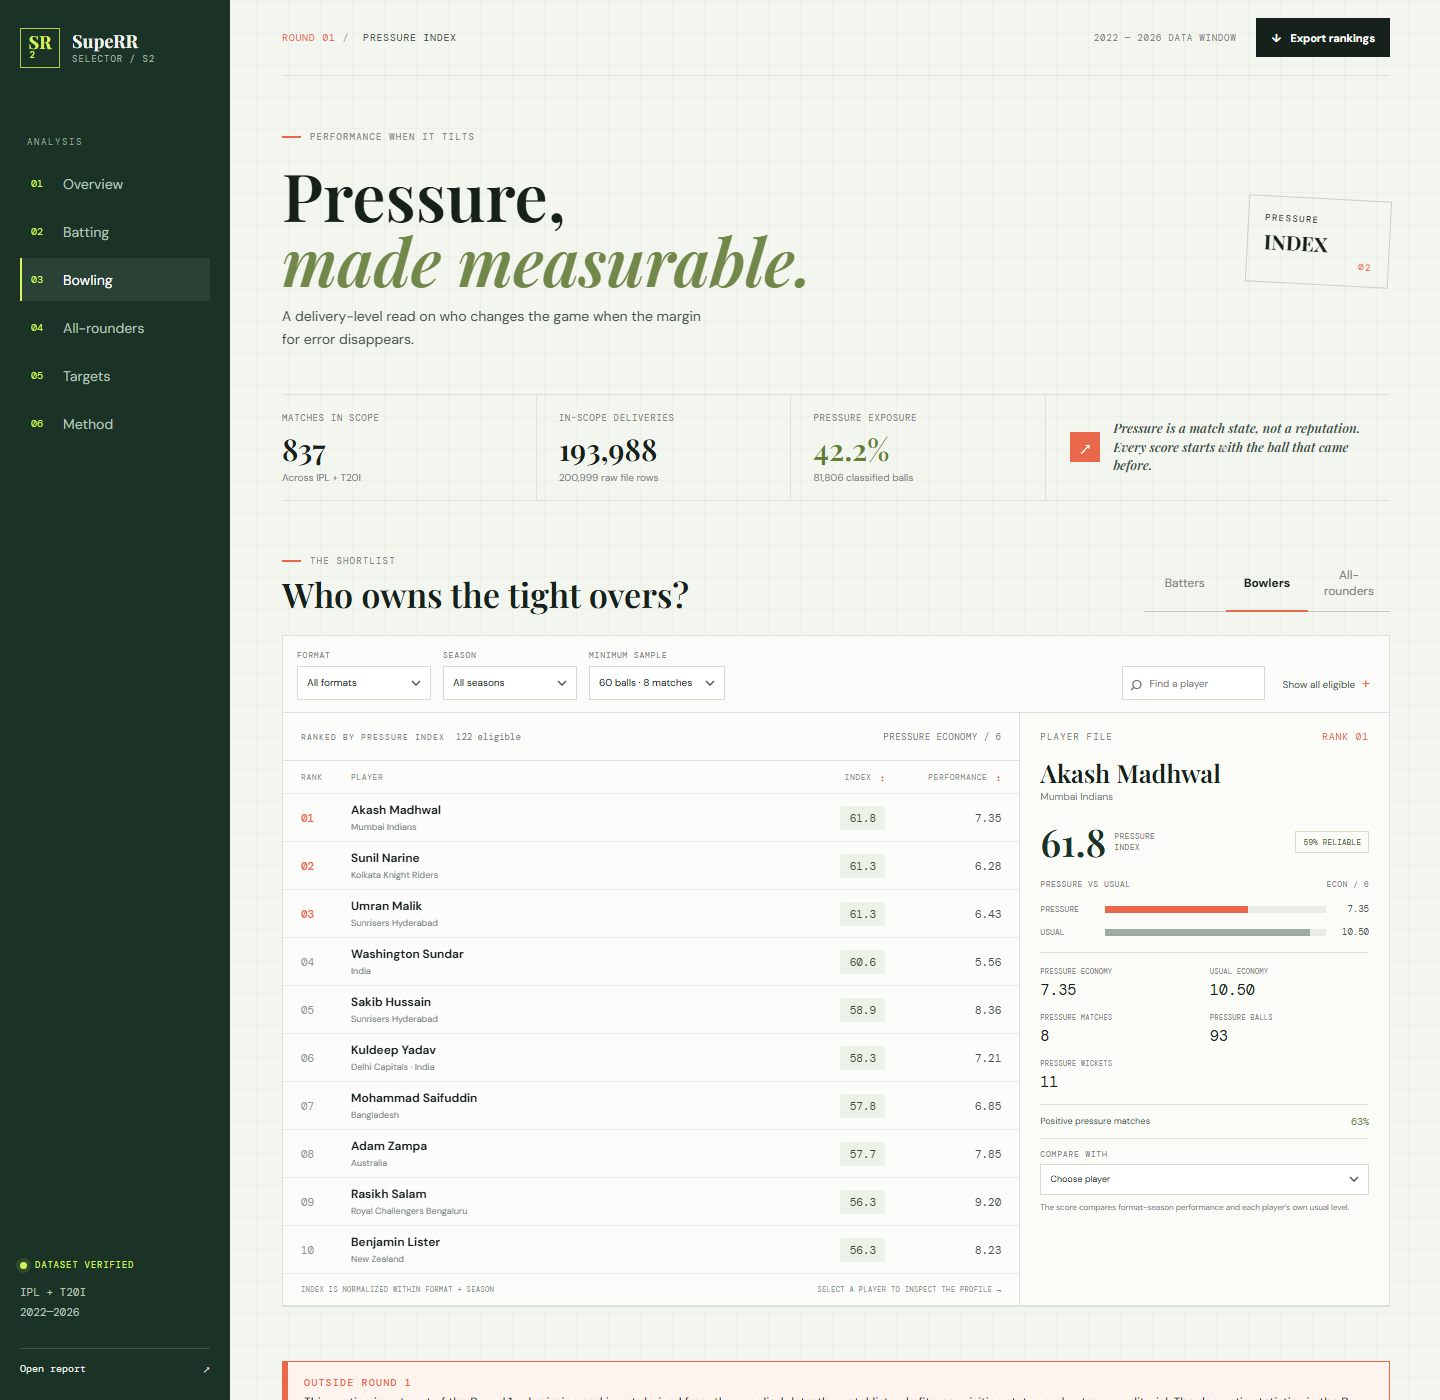 SR
2
SupeRR
SELECTOR / S2
ANALYSIS
01 Overview
02 Batting
03 Bowling
04 All-rounders
05 Targets
06 Method
DATASET VERIFIED
IPL + T20I
2022—2026
Open report ↗
ROUND 01 / PRESSURE INDEX
2022 — 2026 DATA WINDOW
↓ Export rankings
PERFORMANCE WHEN IT TILTS
Pressure,
made measurable.
A delivery-level read on who changes the game when the margin
for error disappears.
PRESSURE
INDEX
02
MATCHES IN SCOPE
837
Across IPL + T20I
IN-SCOPE DELIVERIES
193,988
200,999 raw file rows
PRESSURE EXPOSURE
42.2%
81,806 classified balls
↗
Pressure is a match state, not a reputation.
Every score starts with the ball that came
before.
THE SHORTLIST
Who owns the tight overs?
Batters
Bowlers
All-
rounders
FORMAT
All formats
SEASON
All seasons
MINIMUM SAMPLE
60 balls · 8 matches
Find a player
Show all eligible +
RANKED BY PRESSURE INDEX 122 eligible
PRESSURE ECONOMY / 6
RANK PLAYER INDEX PERFORMANCE
01 Akash Madhwal 61.8 7.35
Mumbai Indians
02 Sunil Narine 61.3 6.28
Kolkata Knight Riders
03 Umran Malik 61.3 6.43
Sunrisers Hyderabad
04 Washington Sundar 60.6 5.56
India
05 Sakib Hussain 58.9 8.36
Sunrisers Hyderabad
06 Kuldeep Yadav 58.3 7.21
Delhi Capitals · India
07 Mohammad Saifuddin 57.8 6.85
Bangladesh
08 Adam Zampa 57.7 7.85
Australia
09 Rasikh Salam 56.3 9.20
Royal Challengers Bengaluru
10 Benjamin Lister 56.3 8.23
New Zealand
INDEX IS NORMALIZED WITHIN FORMAT + SEASON
SELECT A PLAYER TO INSPECT THE PROFILE →
PLAYER FILE
RANK 01
Akash Madhwal
Mumbai Indians
61.8
PRESSURE
INDEX
59% RELIABLE
PRESSURE VS USUAL ECON / 6
PRESSURE 7.35
USUAL 10.50
PRESSURE ECONOMY USUAL ECONOMY
7.35 10.50
PRESSURE MATCHES PRESSURE BALLS
8 93
PRESSURE WICKETS
11
Positive pressure matches 63%
COMPARE WITH
Choose player
The score compares format-season performance and each player's own usual level.
OUTSIDE ROUND 1